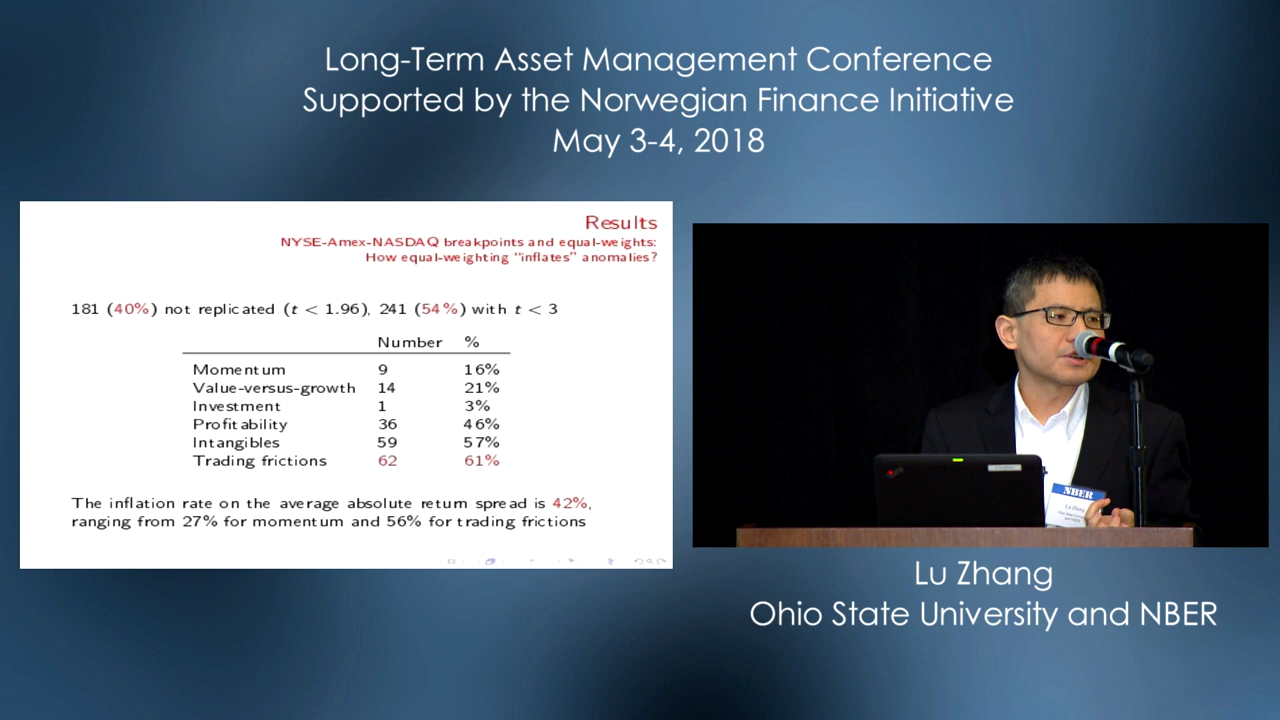 Long-Term Asset Management Conference
Supported by the Norwegian Finance Initiative
May 3-4, 2018
Results
NYSE-Amex-NASDAQ breakpoints and equal-weights:
How equal-weighting "inflates" anomalies?
181 (40%) not replicated (t < 1.96), 241 (54%) with t < 3
Number %
Momentum 9 16%
Value-versus-growth 14 21%
Investment 1 3%
Profitability 36 46%
Intangibles 59 57%
Trading frictions 62 61%
The inflation rate on the average absolute return spread is 42%,
ranging from 27% for momentum and 56% for trading frictions
NBER
Lu Zhang
Lu Zhang
Ohio State University and NBER